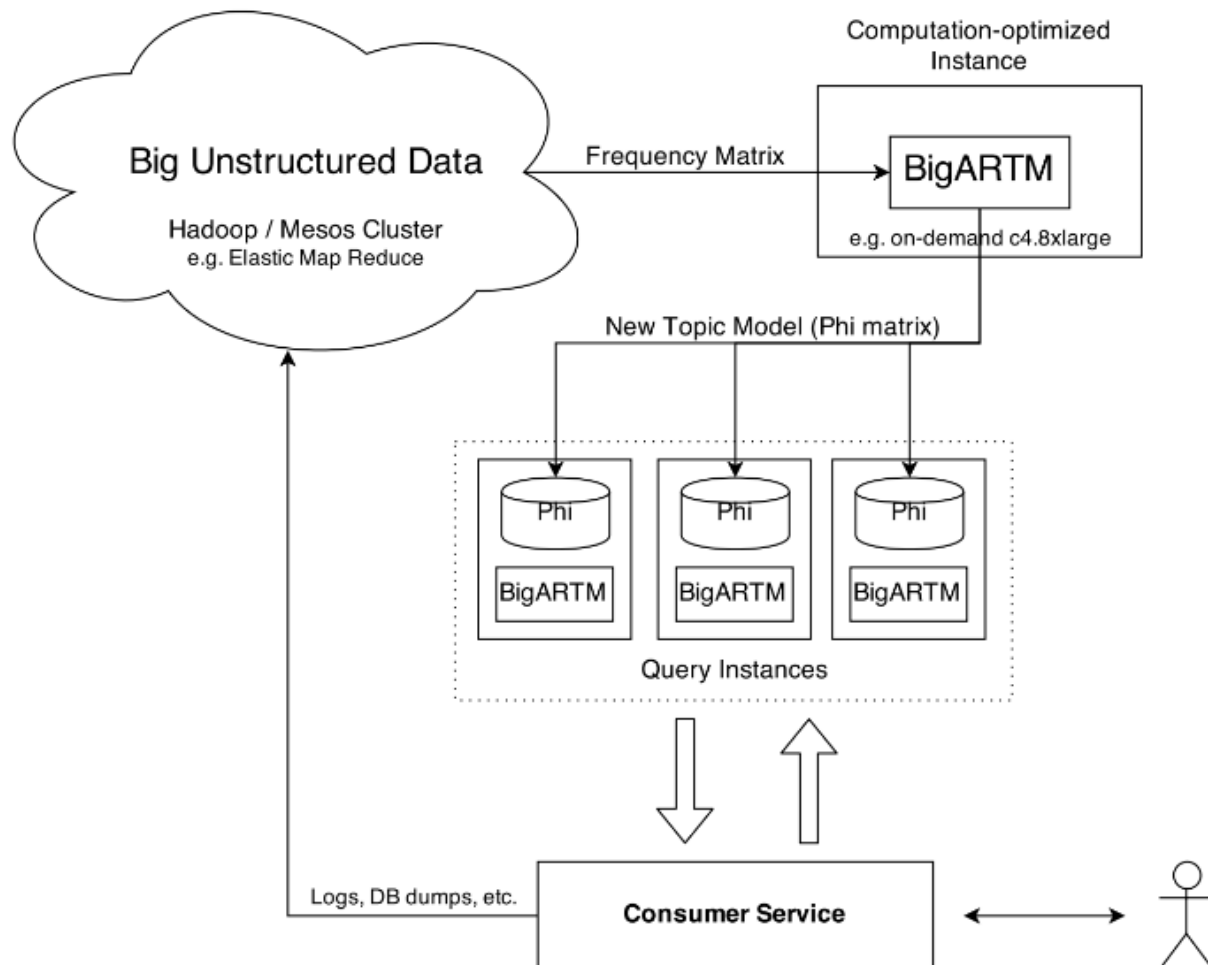 Computation-optimized
Instance
Big Unstructured Data
Hadoop / Mesos Cluster
e.g. Elastic Map Reduce
Frequency Matrix
BigARTM
e.g. on-demand c4.8xlarge
New Topic Model (Phi matrix)
Phi
Phi
Phi
BigARTM
BigARTM
BigARTM
Query Instances
Logs, DB dumps, etc.
Consumer Service